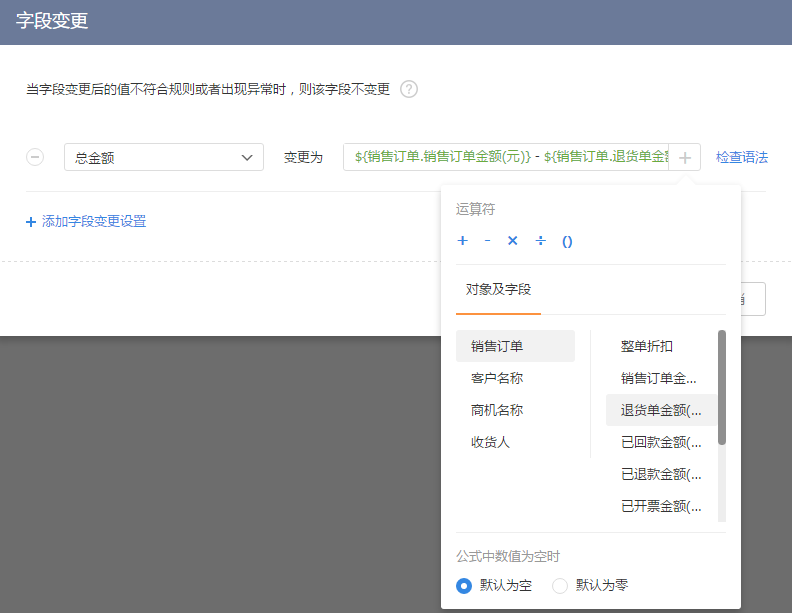 字段变更
当字段变更后的值不符合规则或者出现异常时，则该字段不变更 ?
总金额 变更为 ${销售订单.销售订单金额(元)} - ${销售订单.退货单金 + 检查语法
+ 添加字段变更设置
运算符
+ - × ÷ ()
对象及字段
销售订单 整单折扣
客户名称 销售订单金...
商机名称 退货单金额(...
收货人 已回款金额(...
已退款金额(...
已开票金额(...
公式中数值为空时
默认为空 默认为零